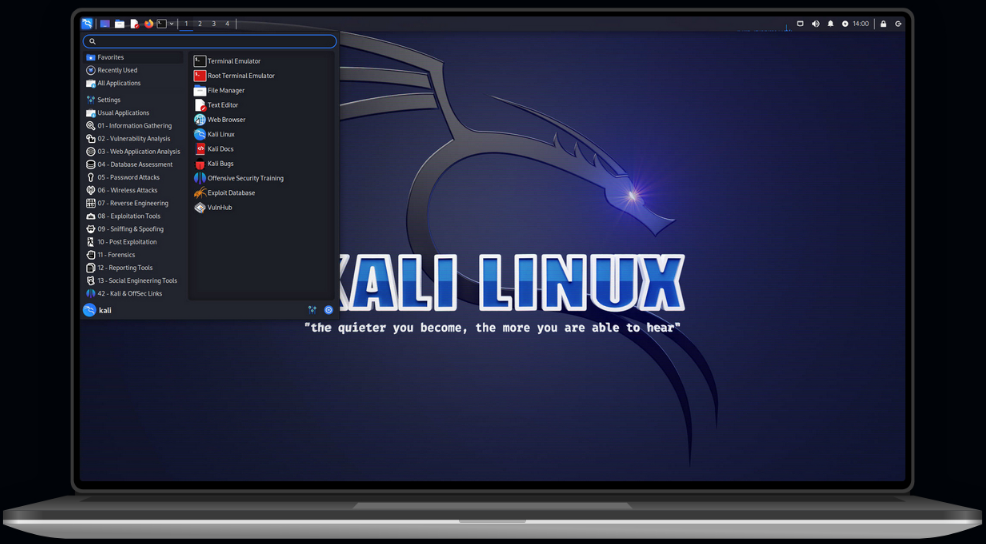 1 2 3 4
14:00
Favorites
Recently Used
All Applications
Settings
Usual Applications
01 - Information Gathering
02 - Vulnerability Analysis
03 - Web Application Analysis
04 - Database Assessment
05 - Password Attacks
06 - Wireless Attacks
07 - Reverse Engineering
08 - Exploitation Tools
09 - Sniffing & Spoofing
10 - Post Exploitation
11 - Forensics
12 - Reporting Tools
13 - Social Engineering Tools
42 - Kali & OffSec Links
Terminal Emulator
Root Terminal Emulator
File Manager
Text Editor
Web Browser
Kali Linux
Kali Docs
Kali Bugs
Offensive Security Training
Exploit Database
VulnHub
kali
KALI LINUX
"the quieter you become, the more you are able to hear"